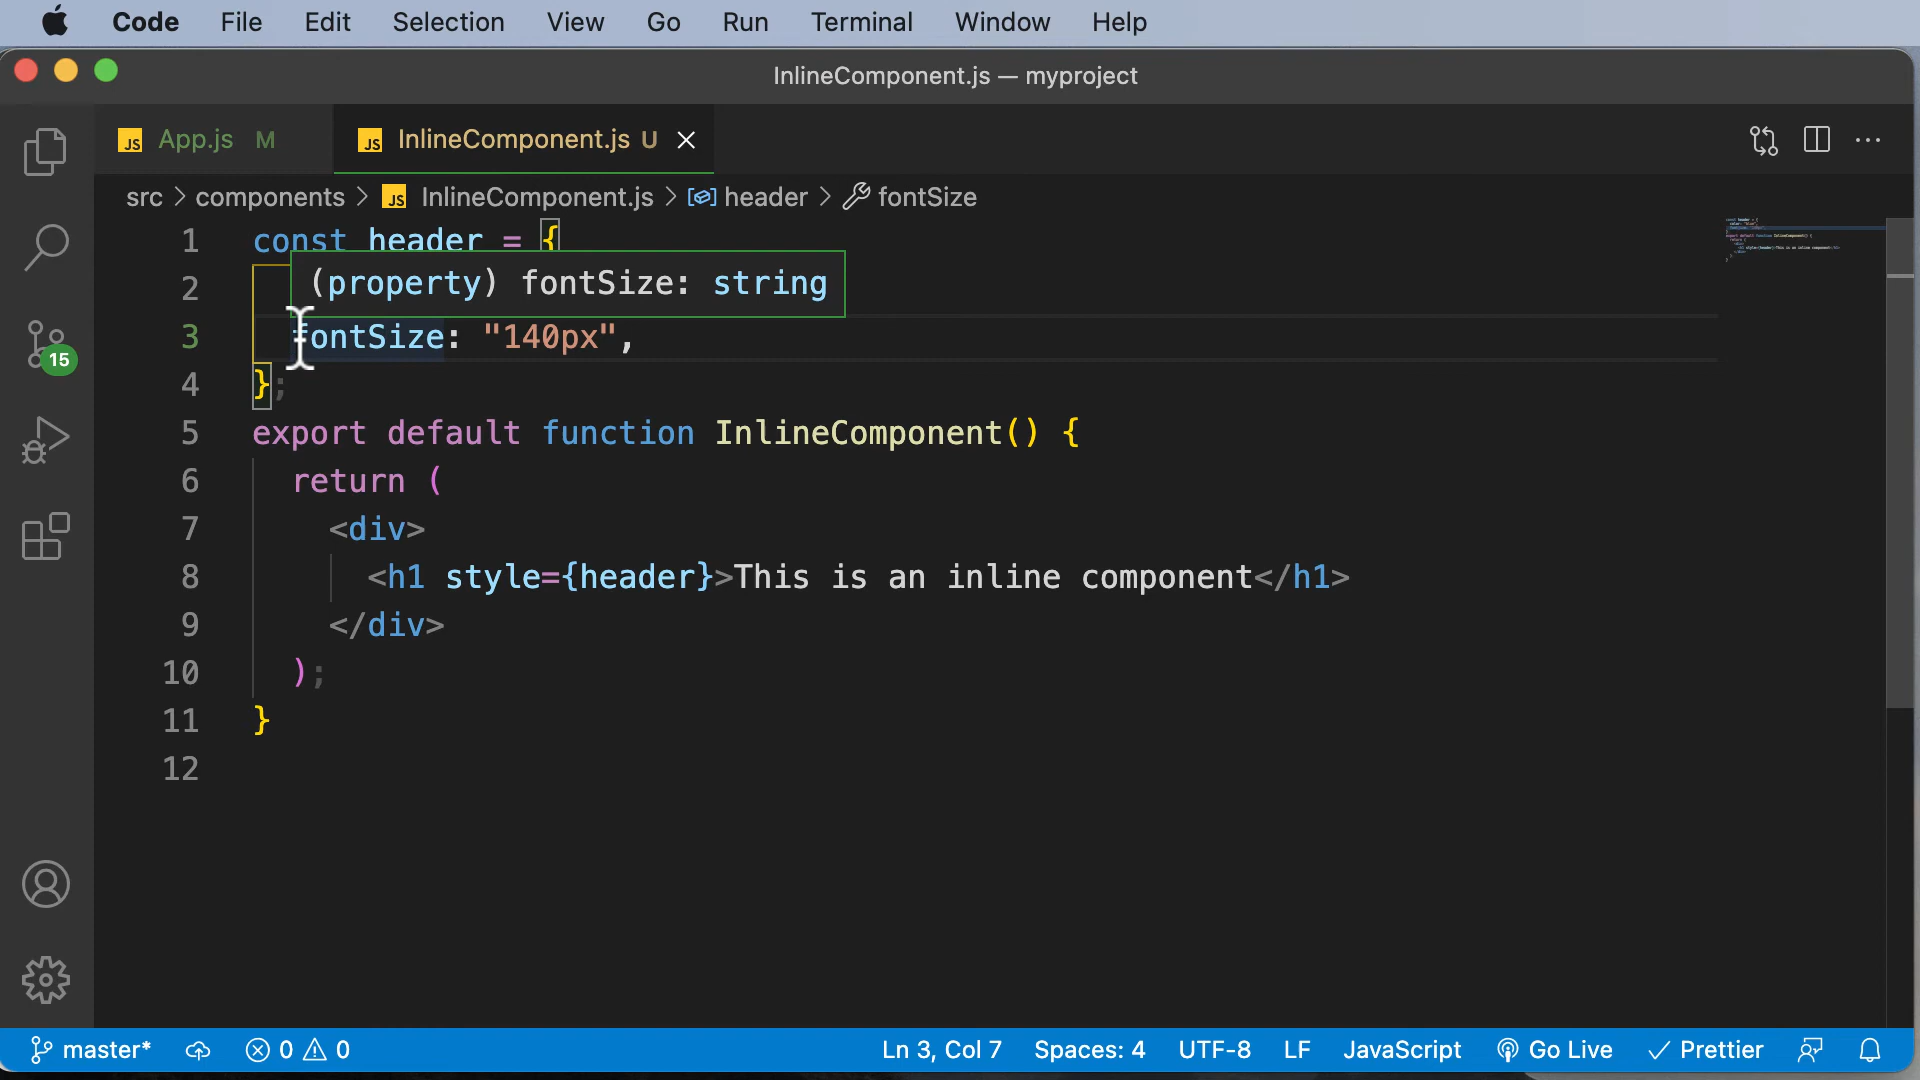 Code File Edit Selection View Go Run Terminal Window Help
InlineComponent.js — myproject
JS App.js M JS InlineComponent.js U
src > components > JS InlineComponent.js > header > fontSize
1 const header = {
(property) fontSize: string
2
3 fontSize: "140px",
4 };
5 export default function InlineComponent() {
6 return (
7 <div>
8 <h1 style={header}>This is an inline component</h1>
9 </div>
10 );
11 }
12
15
master* 0 0 Ln 3, Col 7 Spaces: 4 UTF-8 LF JavaScript Go Live Prettier